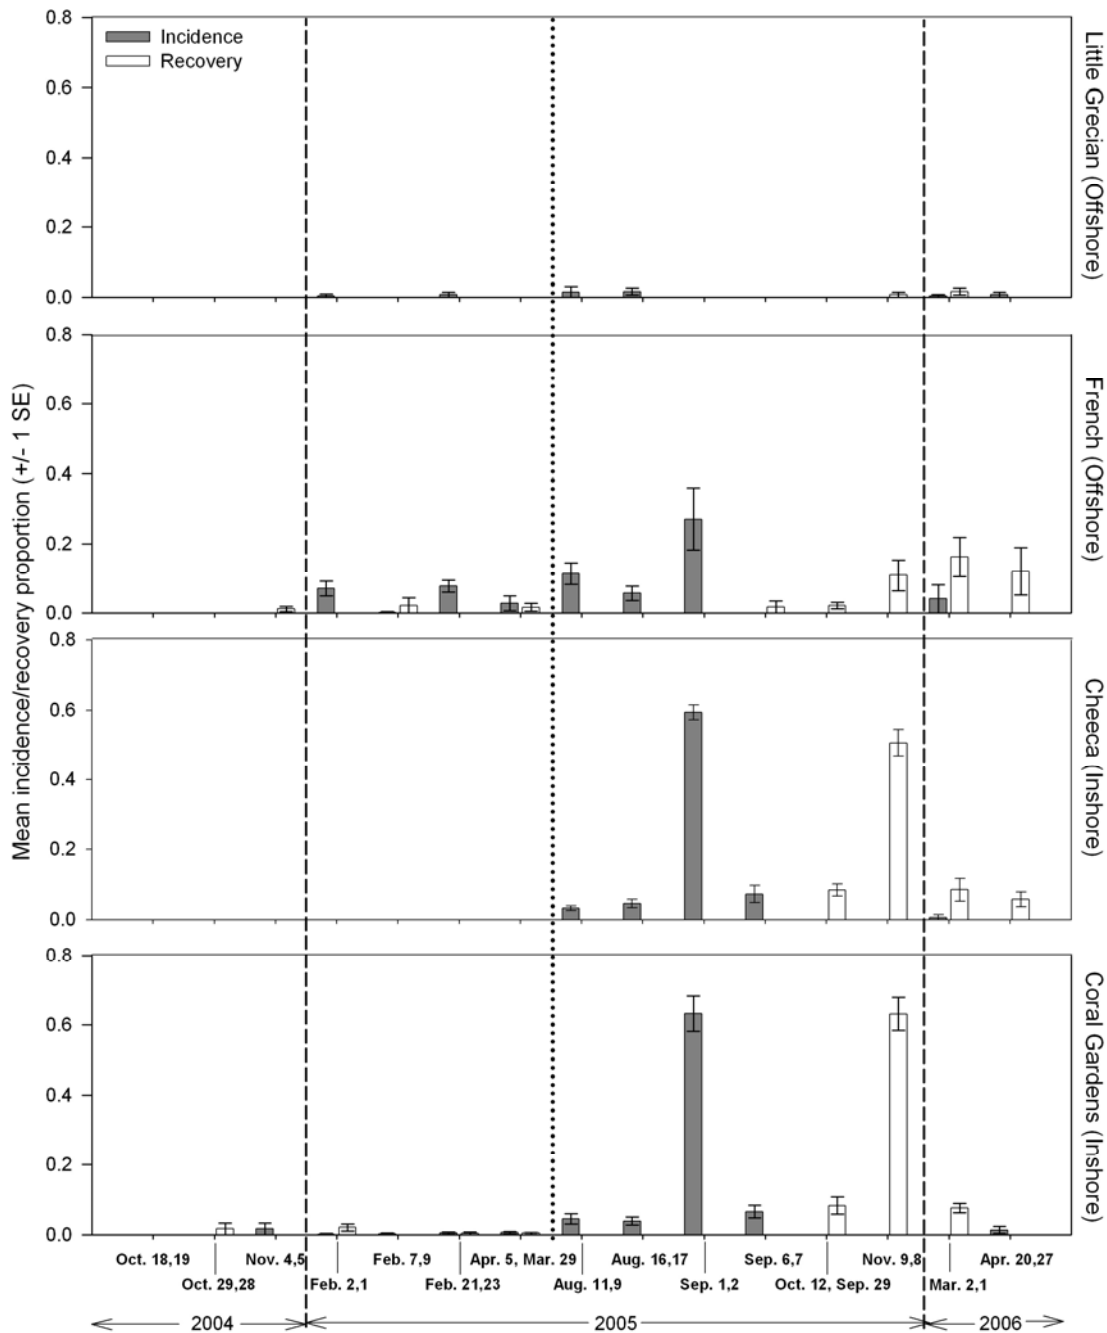 Mean incidence/recovery proportion (+/- 1 SE)
0.8
0.6
0.4
0.2
0.0
Incidence
Recovery
Little Grecian (Offshore)
0.8
0.6
0.4
0.2
0.0
French (Offshore)
0.8
0.6
0.4
0.2
0.0
Cheeca (Inshore)
0.8
0.6
0.4
0.2
0.0
Coral Gardens (Inshore)
Oct. 18,19 Nov. 4,5 Feb. 7,9 Apr. 5, Mar. 29 Aug. 16,17 Sep. 6,7 Nov. 9,8 Apr. 20,27
Oct. 29,28 Feb. 2,1 Feb. 21,23 Aug. 11,9 Sep. 1,2 Oct. 12, Sep. 29 Mar. 2,1
2004 2005 2006